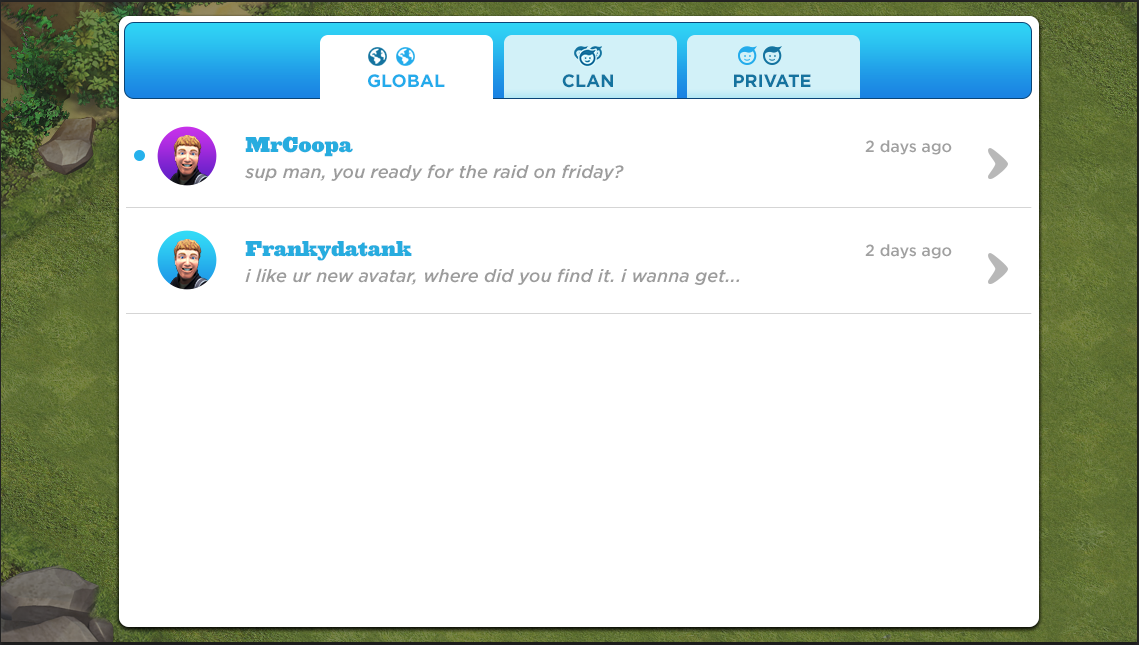 GLOBAL
CLAN
PRIVATE
MrCoopa
2 days ago
sup man, you ready for the raid on friday?
Frankydatank
2 days ago
i like ur new avatar, where did you find it. i wanna get...